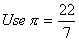 Use π = 22/7